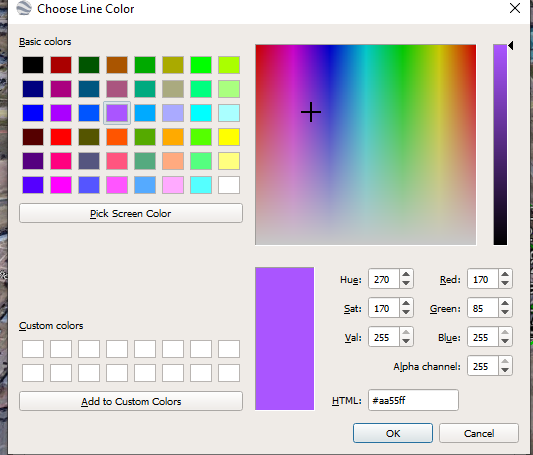 Choose Line Color
Basic colors
Pick Screen Color
Hue: 270 Red: 170
Sat: 170 Green: 85
Val: 255 Blue: 255
Alpha channel: 255
Custom colors
Add to Custom Colors
HTML: #aa55ff
OK Cancel